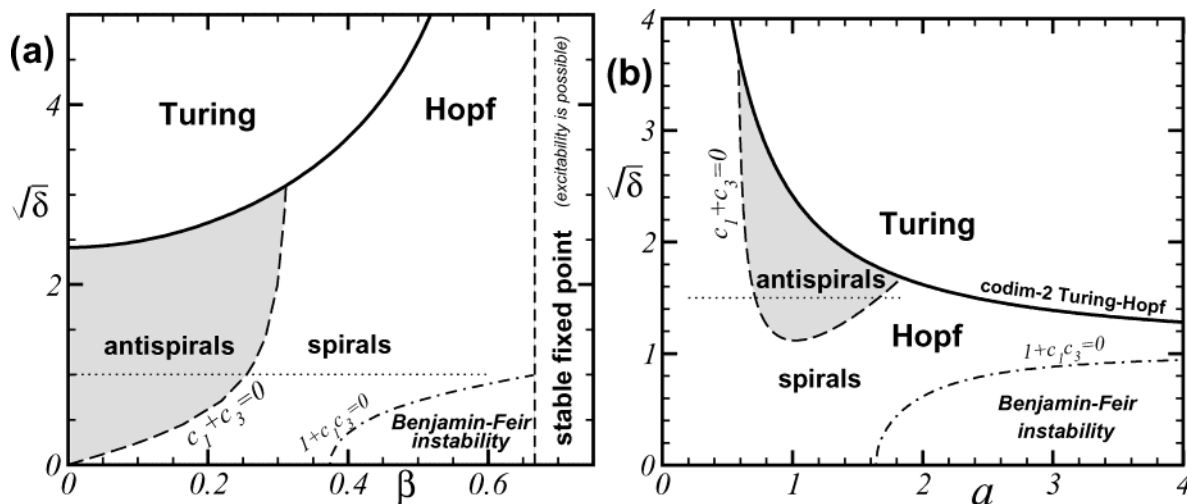 (a)
Turing
Hopf
antispirals
spirals
c₁+c₃=0
1+c₁c₃=0
Benjamin-Feir
instability
stable fixed point (excitability is possible)
√δ
4
2
0
0
0.2
0.4
β
0.6
(b)
c₁+c₃=0
antispirals
Turing
codim-2 Turing-Hopf
Hopf
spirals
1+c₁c₃=0
Benjamin-Feir
instability
√δ
4
3
2
1
0
0
1
2
a
3
4